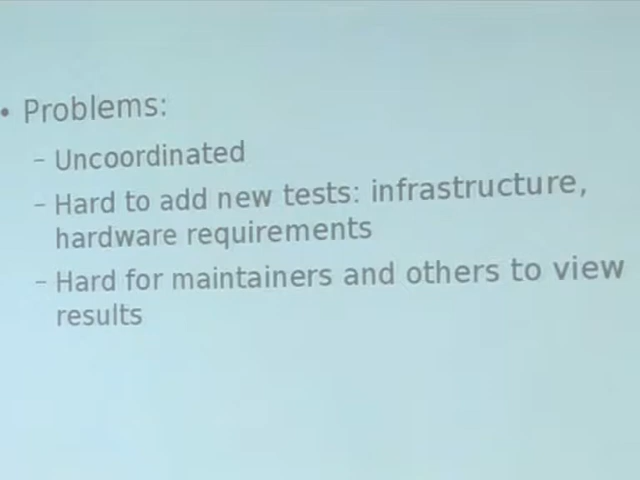 • Problems:
– Uncoordinated
– Hard to add new tests: infrastructure,
hardware requirements
– Hard for maintainers and others to view
results